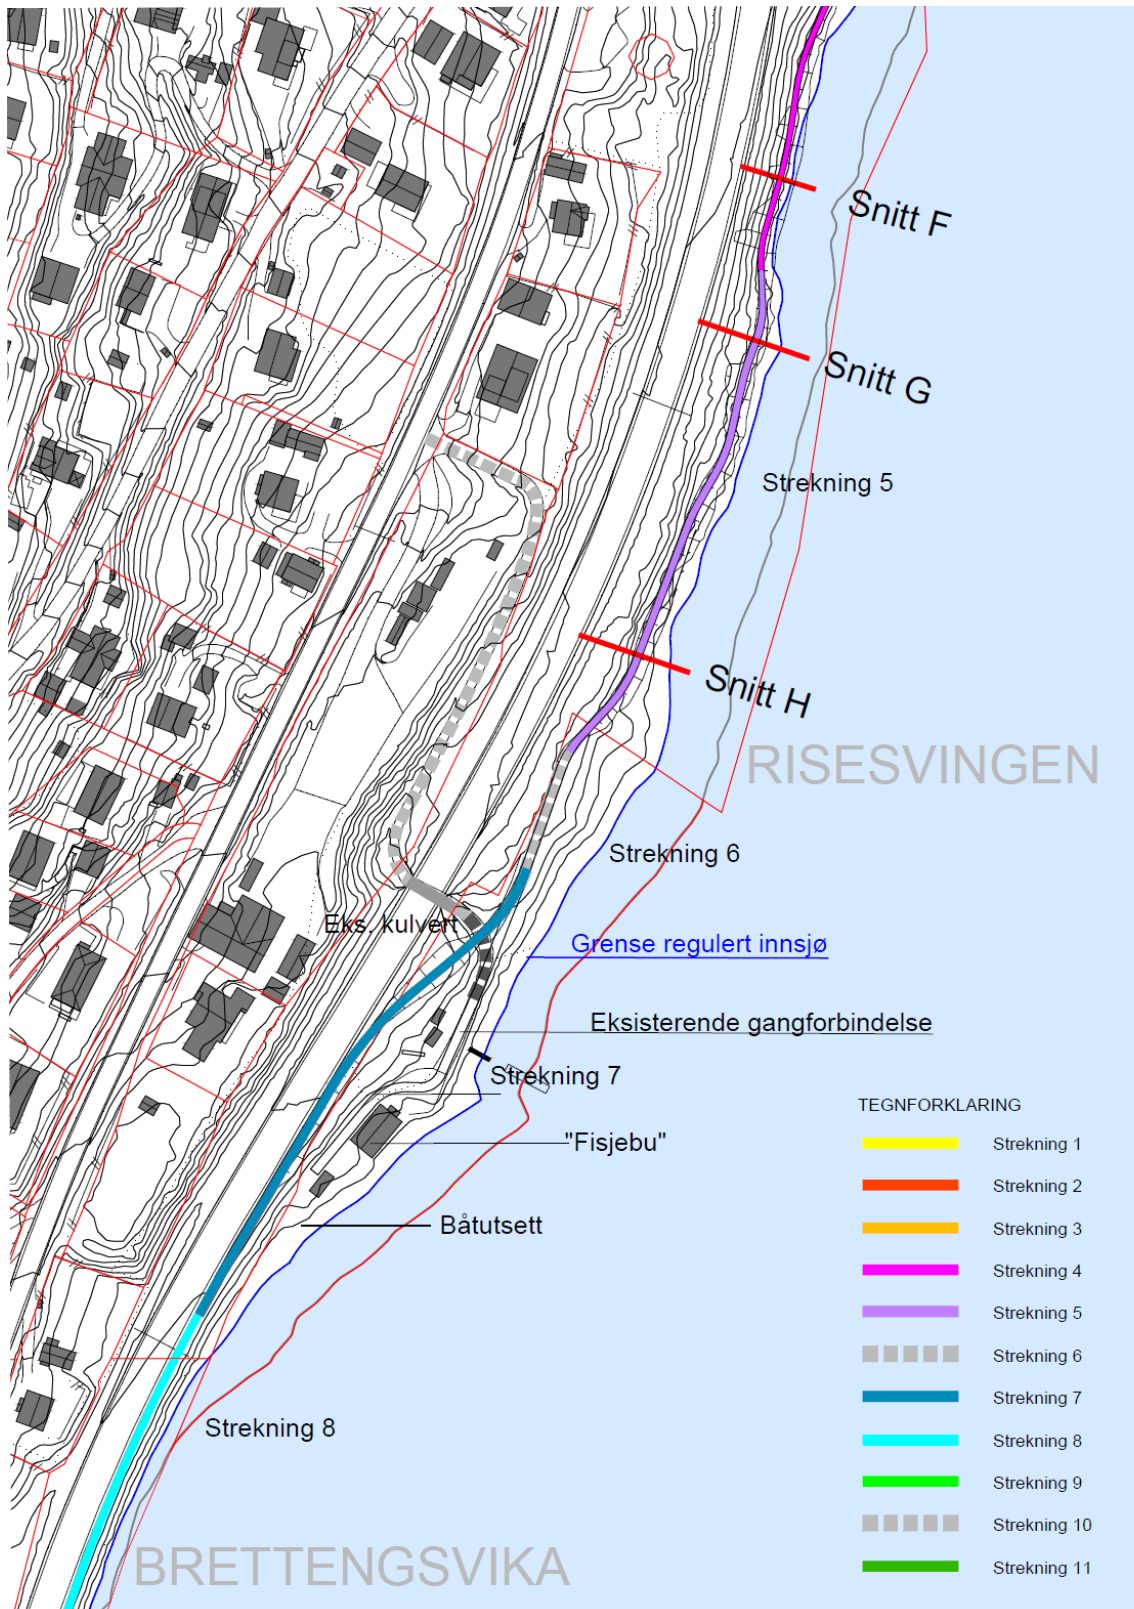 Snitt F
Snitt G
Strekning 5
Snitt H
RISESVINGEN
Strekning 6
Eks. kulvert
Grense regulert innsjø
Eksisterende gangforbindelse
Strekning 7
"Fisjebu"
Båtutsett
Strekning 8
BRETTENGSVIKA
TEGNFORKLARING
Strekning 1
Strekning 2
Strekning 3
Strekning 4
Strekning 5
Strekning 6
Strekning 7
Strekning 8
Strekning 9
Strekning 10
Strekning 11